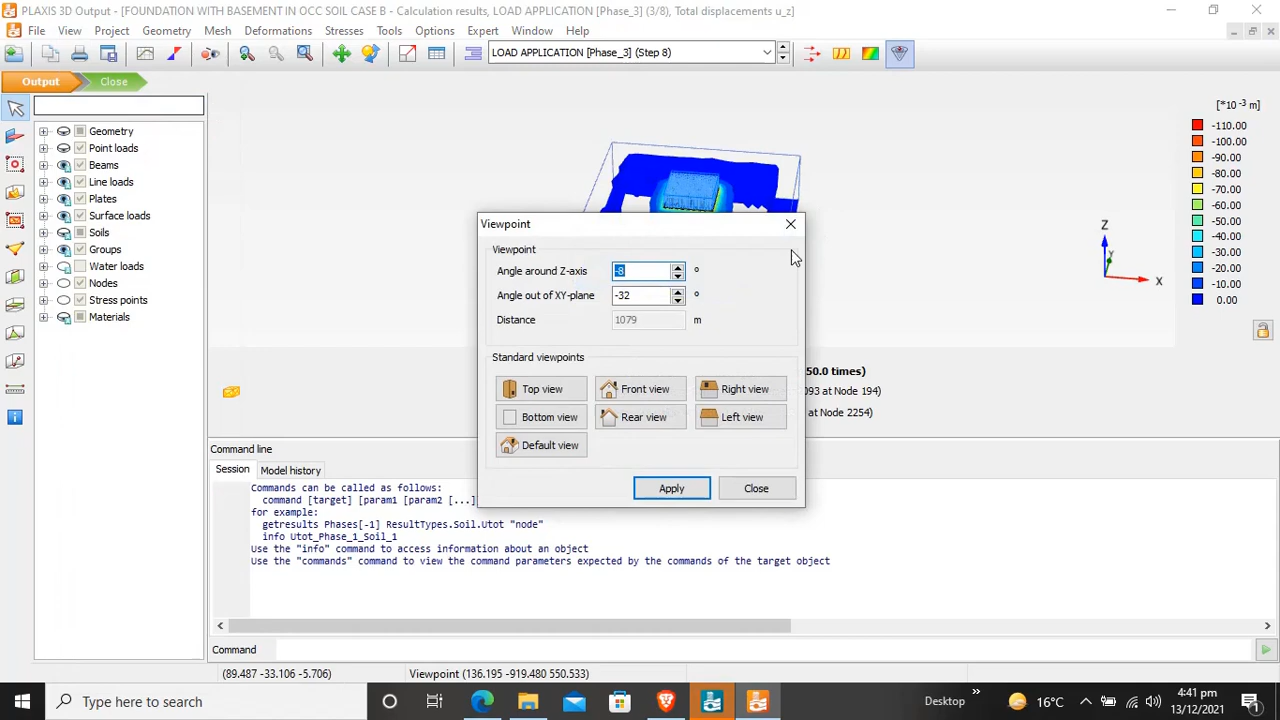 PLAXIS 3D Output - [FOUNDATION WITH BASEMENT IN OCC SOIL CASE B - Calculation results, LOAD APPLICATION [Phase_3] (3/8), Total displacements u_z]
File View Project Geometry Mesh Deformations Stresses Tools Options Expert Window Help
LOAD APPLICATION [Phase_3] (Step 8)
Output Close
Geometry
Point loads
Beams
Line loads
Plates
Surface loads
Soils
Groups
Water loads
Nodes
Stress points
Materials
[*10 -3 m]
-110.00
-100.00
-90.00
-80.00
-70.00
-60.00
-50.00
-40.00
-30.00
-20.00
-10.00
0.00
Z
Y
X
Viewpoint
Viewpoint
Angle around Z-axis -8 °
Angle out of XY-plane -32 °
Distance 1079 m
Standard viewpoints
Top view Front view Right view
Bottom view Rear view Left view
Default view
Apply Close
50.0 times)
093 at Node 194)
at Node 2254)
Command line
Session Model history
Commands can be called as follows:
command [target] [param1 [param2 [...]
for example:
getresults Phases[-1] ResultTypes.Soil.Utot "node"
info Utot_Phase_1_Soil_1
Use the "info" command to access information about an object
Use the "commands" command to view the command parameters expected by the commands of the target object
Command
(89.487 -33.106 -5.706) Viewpoint (136.195 -919.480 550.533)
Type here to search
Desktop
16°C
4:41 pm
13/12/2021
1